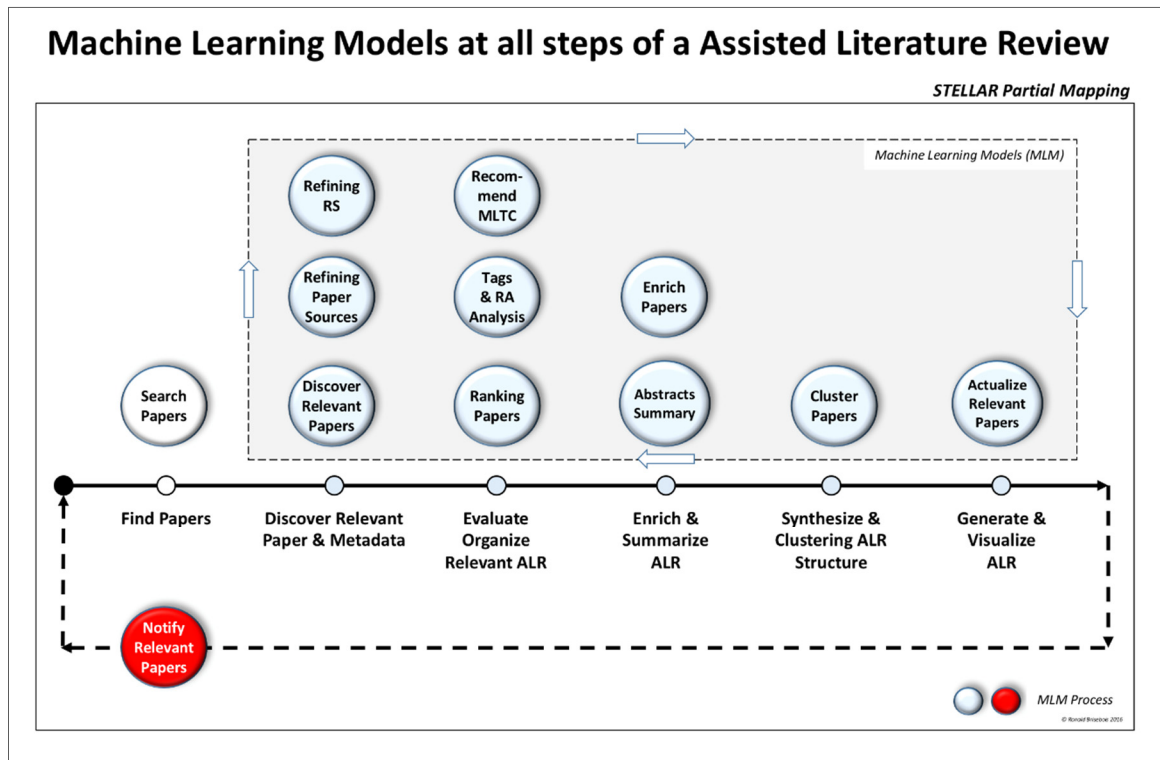 Machine Learning Models at all steps of a Assisted Literature Review
STELLAR Partial Mapping
Machine Learning Models (MLM)
Refining
RS
Recom-
mend
MLTC
Refining
Paper
Sources
Tags
& RA
Analysis
Enrich
Papers
Search
Papers
Discover
Relevant
Papers
Ranking
Papers
Abstracts
Summary
Cluster
Papers
Actualize
Relevant
Papers
Find Papers
Discover Relevant
Paper & Metadata
Evaluate
Organize
Relevant ALR
Enrich &
Summarize
ALR
Synthesize &
Clustering ALR
Structure
Generate &
Visualize
ALR
Notify
Relevant
Papers
MLM Process